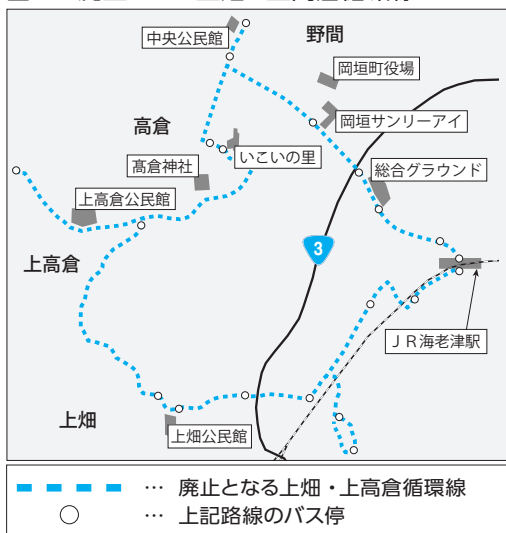 中央公民館
野間
岡垣町役場
高倉
岡垣サンリーアイ
いこいの里
髙倉神社
総合グラウンド
上高倉公民館
上高倉
3
ＪＲ海老津駅
上畑
上畑公民館
… 廃止となる上畑・上高倉循環線
… 上記路線のバス停